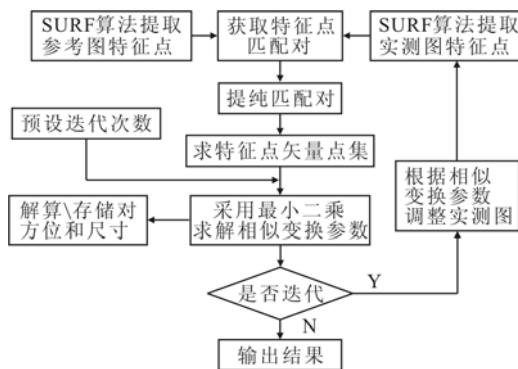 SURF算法提取
参考图特征点
获取特征点
匹配对
SURF算法提取
实测图特征点
提纯匹配对
预设迭代次数
求特征点矢量点集
解算\存储对
方位和尺寸
采用最小二乘
求解相似变换参数
根据相似
变换参数
调整实测图
是否迭代
Y
N
输出结果